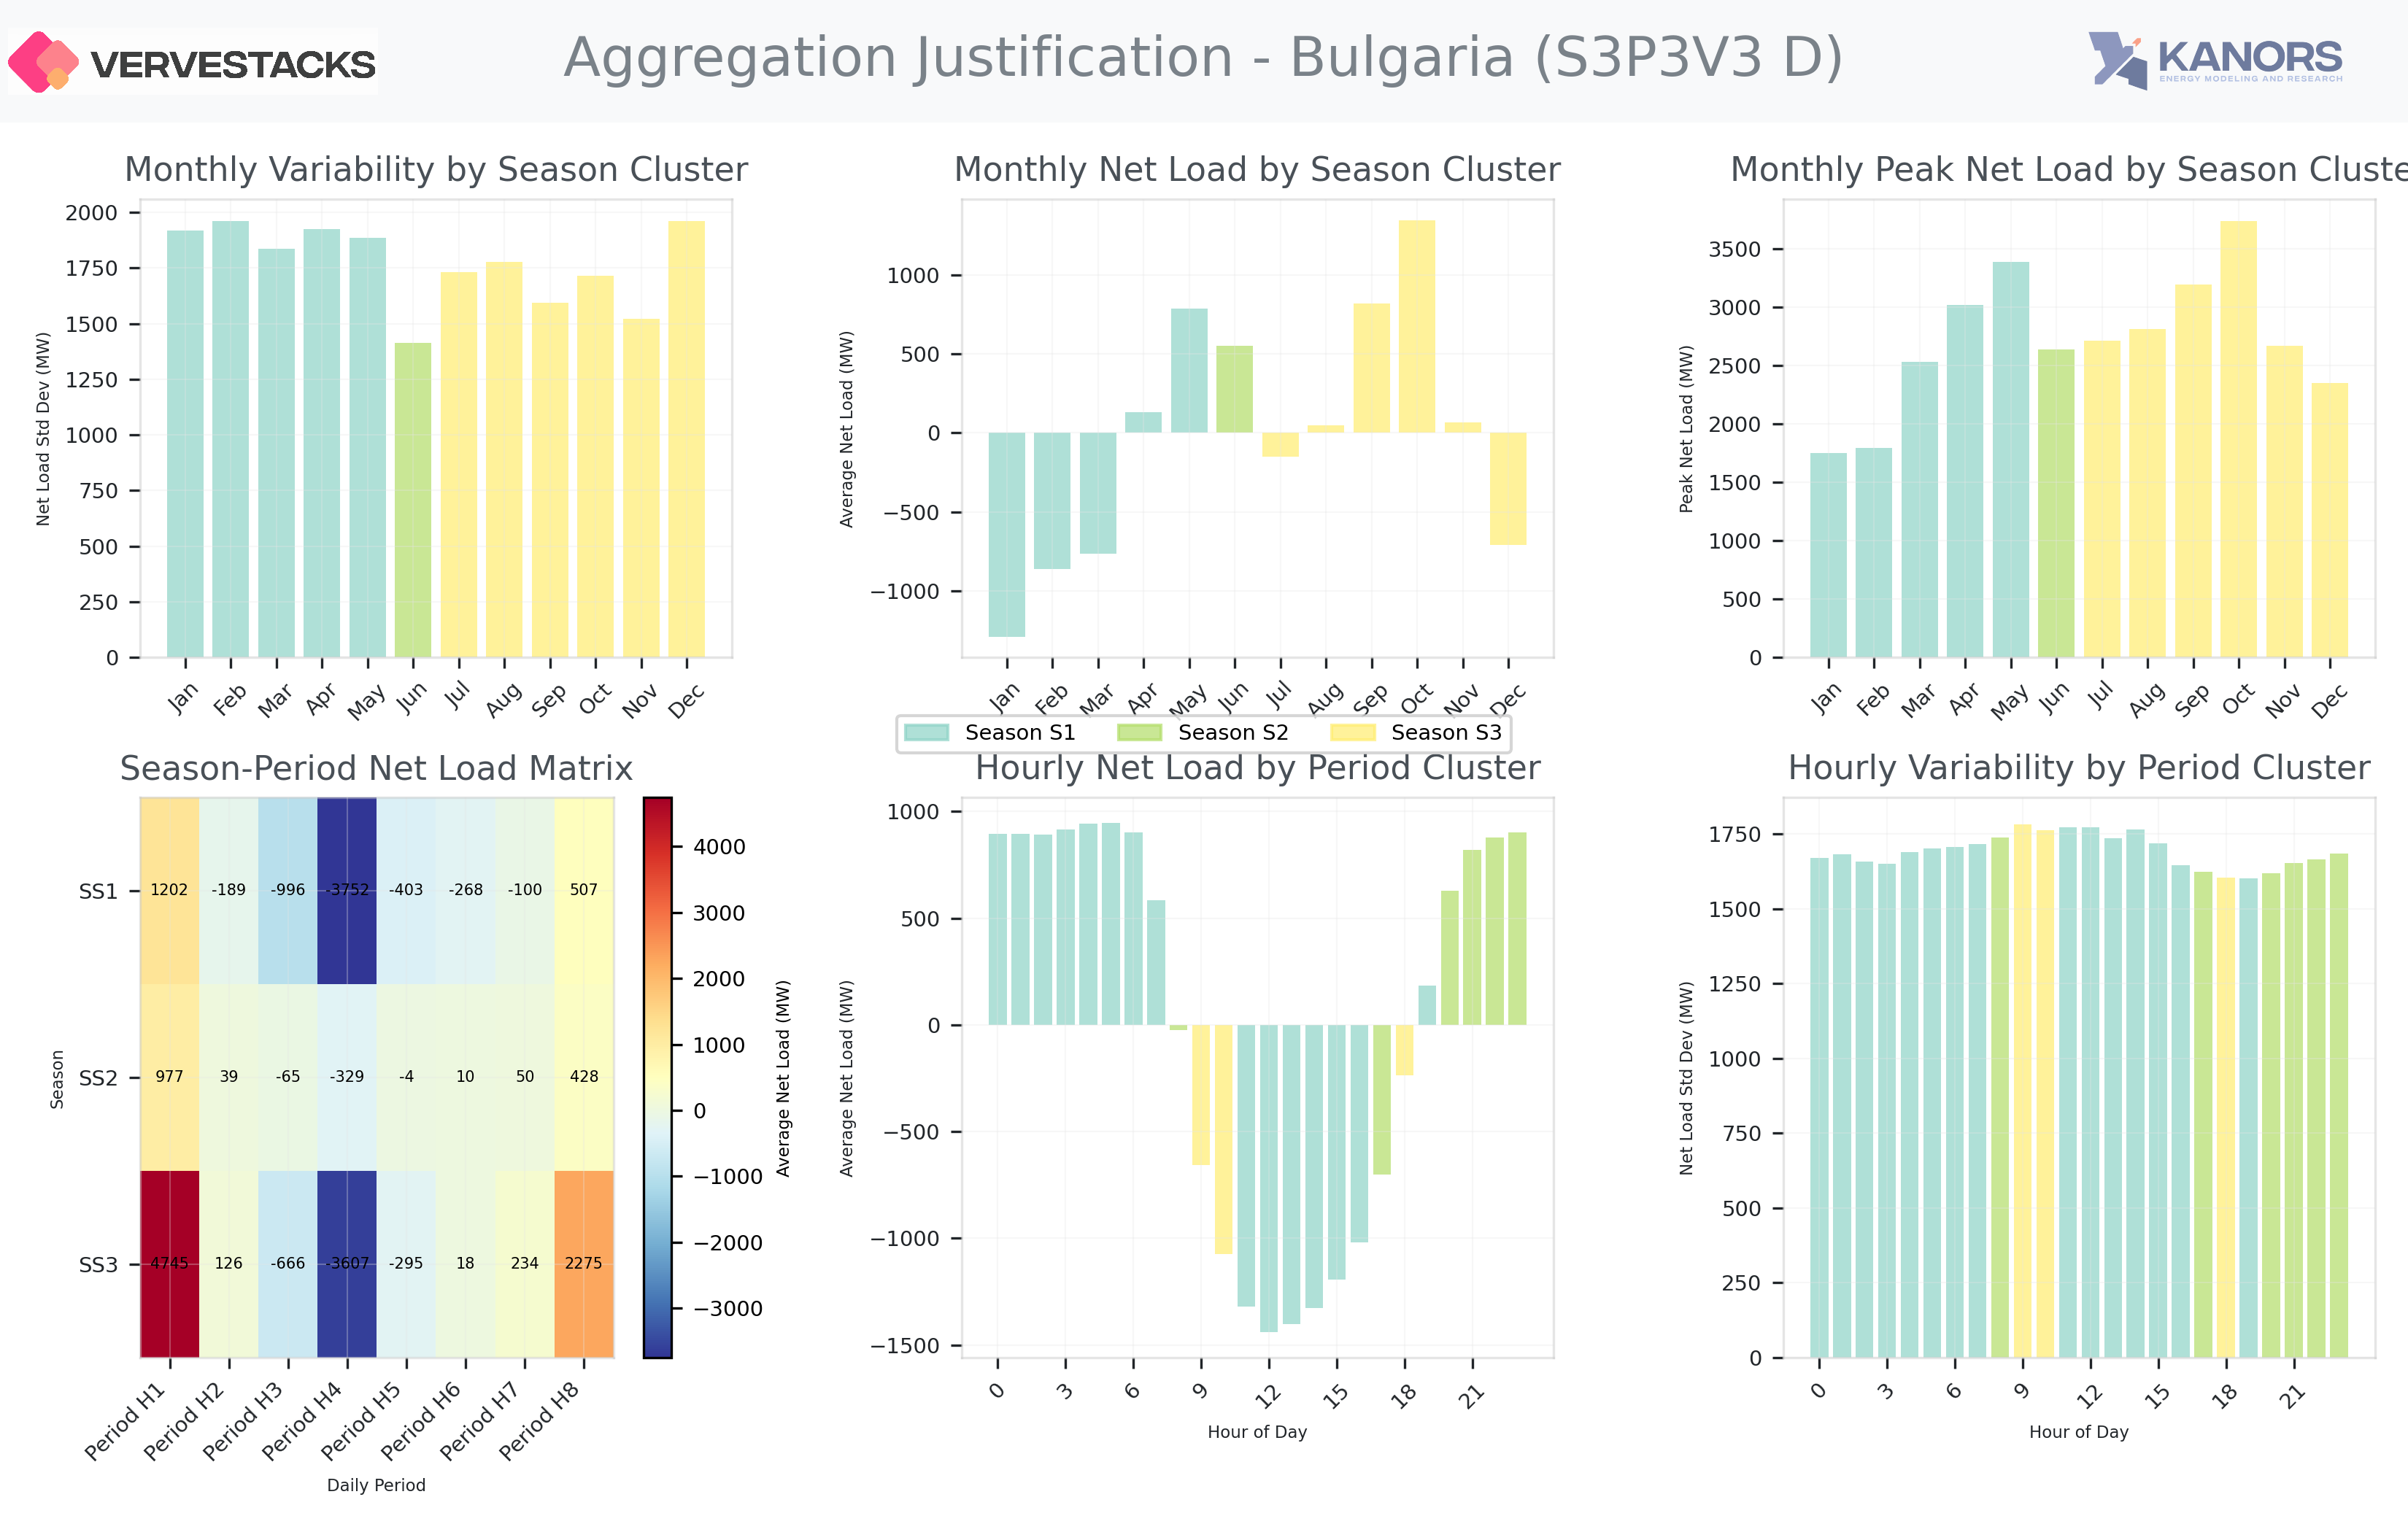 VERVESTACKS
Aggregation Justification - Bulgaria (S3P3V3 D)
KANORS
ENERGY MODELING AND RESEARCH
Monthly Variability by Season Cluster
Net Load Std Dev (MW)
2000
1750
1500
1250
1000
750
500
250
0
Jan Feb Mar Apr May Jun Jul Aug Sep Oct Nov Dec
Monthly Net Load by Season Cluster
Average Net Load (MW)
1000
500
0
−500
−1000
Jan Feb Mar Apr May Jun Jul Aug Sep Oct Nov Dec
Monthly Peak Net Load by Season Cluste
Peak Net Load (MW)
3500
3000
2500
2000
1500
1000
500
0
Jan Feb Mar Apr May Jun Jul Aug Sep Oct Nov Dec
Season S1 Season S2 Season S3
Season-Period Net Load Matrix
Season
SS1 1202 -189 -996 -3752 -403 -268 -100 507
SS2 977 39 -65 -329 -4 10 50 428
SS3 4745 126 -666 -3607 -295 18 234 2275
Period H1 Period H2 Period H3 Period H4 Period H5 Period H6 Period H7 Period H8
Daily Period
4000
3000
2000
1000
0
−1000
−2000
−3000
Average Net Load (MW)
Hourly Net Load by Period Cluster
Average Net Load (MW)
1000
500
0
−500
−1000
−1500
0 3 6 9 12 15 18 21
Hour of Day
Hourly Variability by Period Cluster
Net Load Std Dev (MW)
1750
1500
1250
1000
750
500
250
0
0 3 6 9 12 15 18 21
Hour of Day